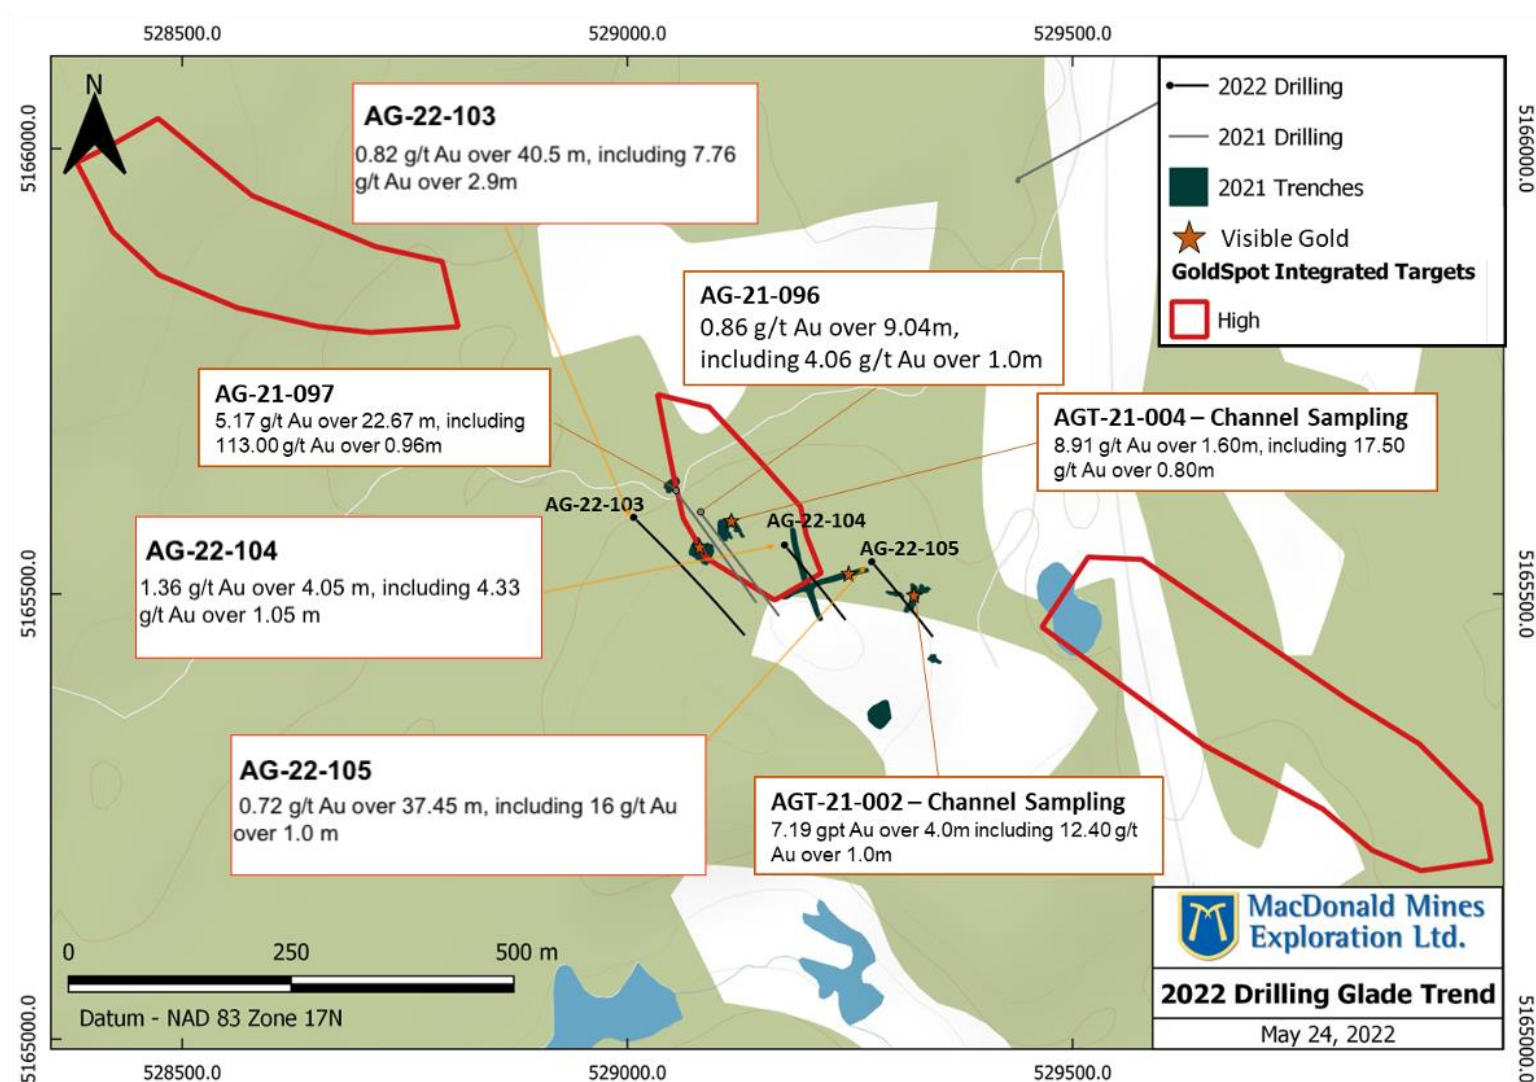 528500.0
529000.0
529500.0
5166000.0
5166000.0
N
AG-22-103
0.82 g/t Au over 40.5 m, including 7.76
g/t Au over 2.9m
2022 Drilling
2021 Drilling
2021 Trenches
Visible Gold
GoldSpot Integrated Targets
High
AG-21-096
0.86 g/t Au over 9.04m,
including 4.06 g/t Au over 1.0m
AG-21-097
5.17 g/t Au over 22.67 m, including
113.00 g/t Au over 0.96m
AGT-21-004 – Channel Sampling
8.91 g/t Au over 1.60m, including 17.50
g/t Au over 0.80m
AG-22-103
AG-22-104
AG-22-105
5165500.0
5165500.0
AG-22-104
1.36 g/t Au over 4.05 m, including 4.33
g/t Au over 1.05 m
AG-22-105
0.72 g/t Au over 37.45 m, including 16 g/t Au
over 1.0 m
AGT-21-002 – Channel Sampling
7.19 gpt Au over 4.0m including 12.40 g/t
Au over 1.0m
0 250 500 m
Datum - NAD 83 Zone 17N
MacDonald Mines
Exploration Ltd.
2022 Drilling Glade Trend
May 24, 2022
5165000.0
5165000.0
528500.0
529000.0
529500.0